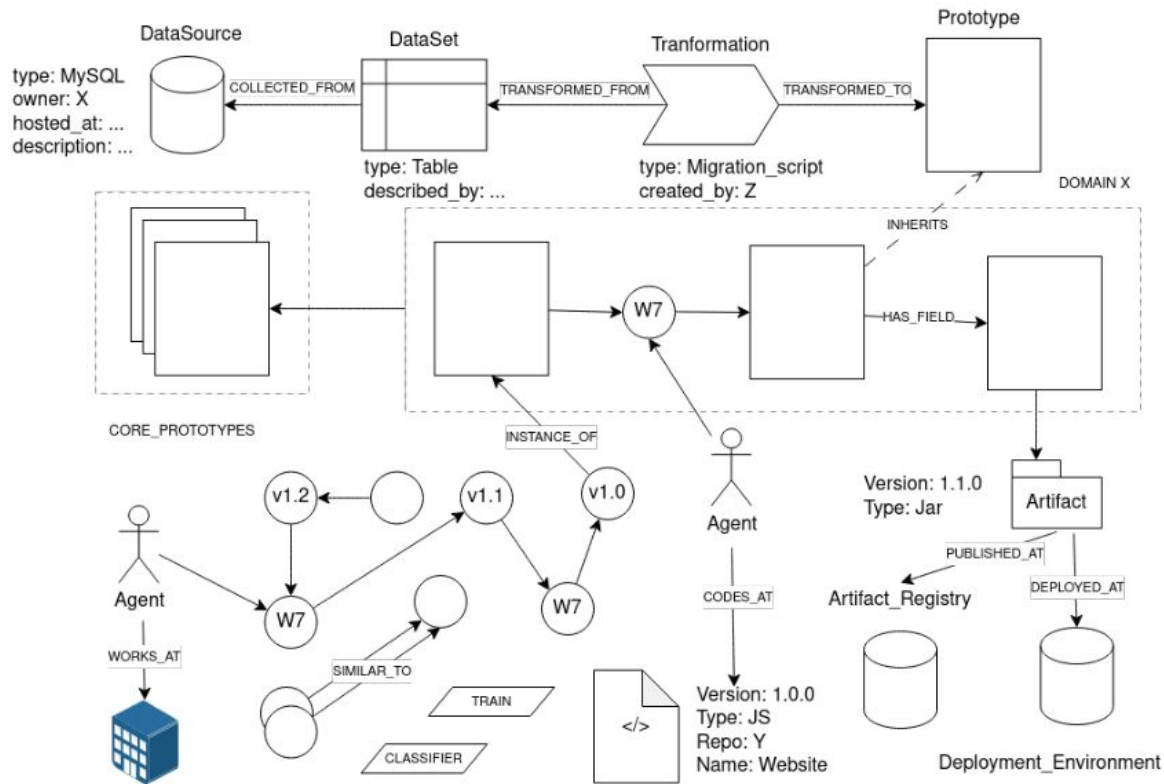 DataSource
DataSet
Tranformation
Prototype
type: MySQL
owner: X
hosted_at: ...
description: ...
COLLECTED_FROM
TRANSFORMED_FROM
TRANSFORMED_TO
type: Table
described_by: ...
type: Migration_script
created_by: Z
DOMAIN X
INHERITS
W7
HAS_FIELD
CORE_PROTOTYPES
INSTANCE_OF
v1.2
v1.1
v1.0
Agent
Version: 1.1.0
Type: Jar
Artifact
Agent
W7
W7
PUBLISHED_AT
DEPLOYED_AT
CODES_AT
Artifact_Registry
WORKS_AT
SIMILAR_TO
TRAIN
CLASSIFIER
</>
Version: 1.0.0
Type: JS
Repo: Y
Name: Website
Deployment_Environment